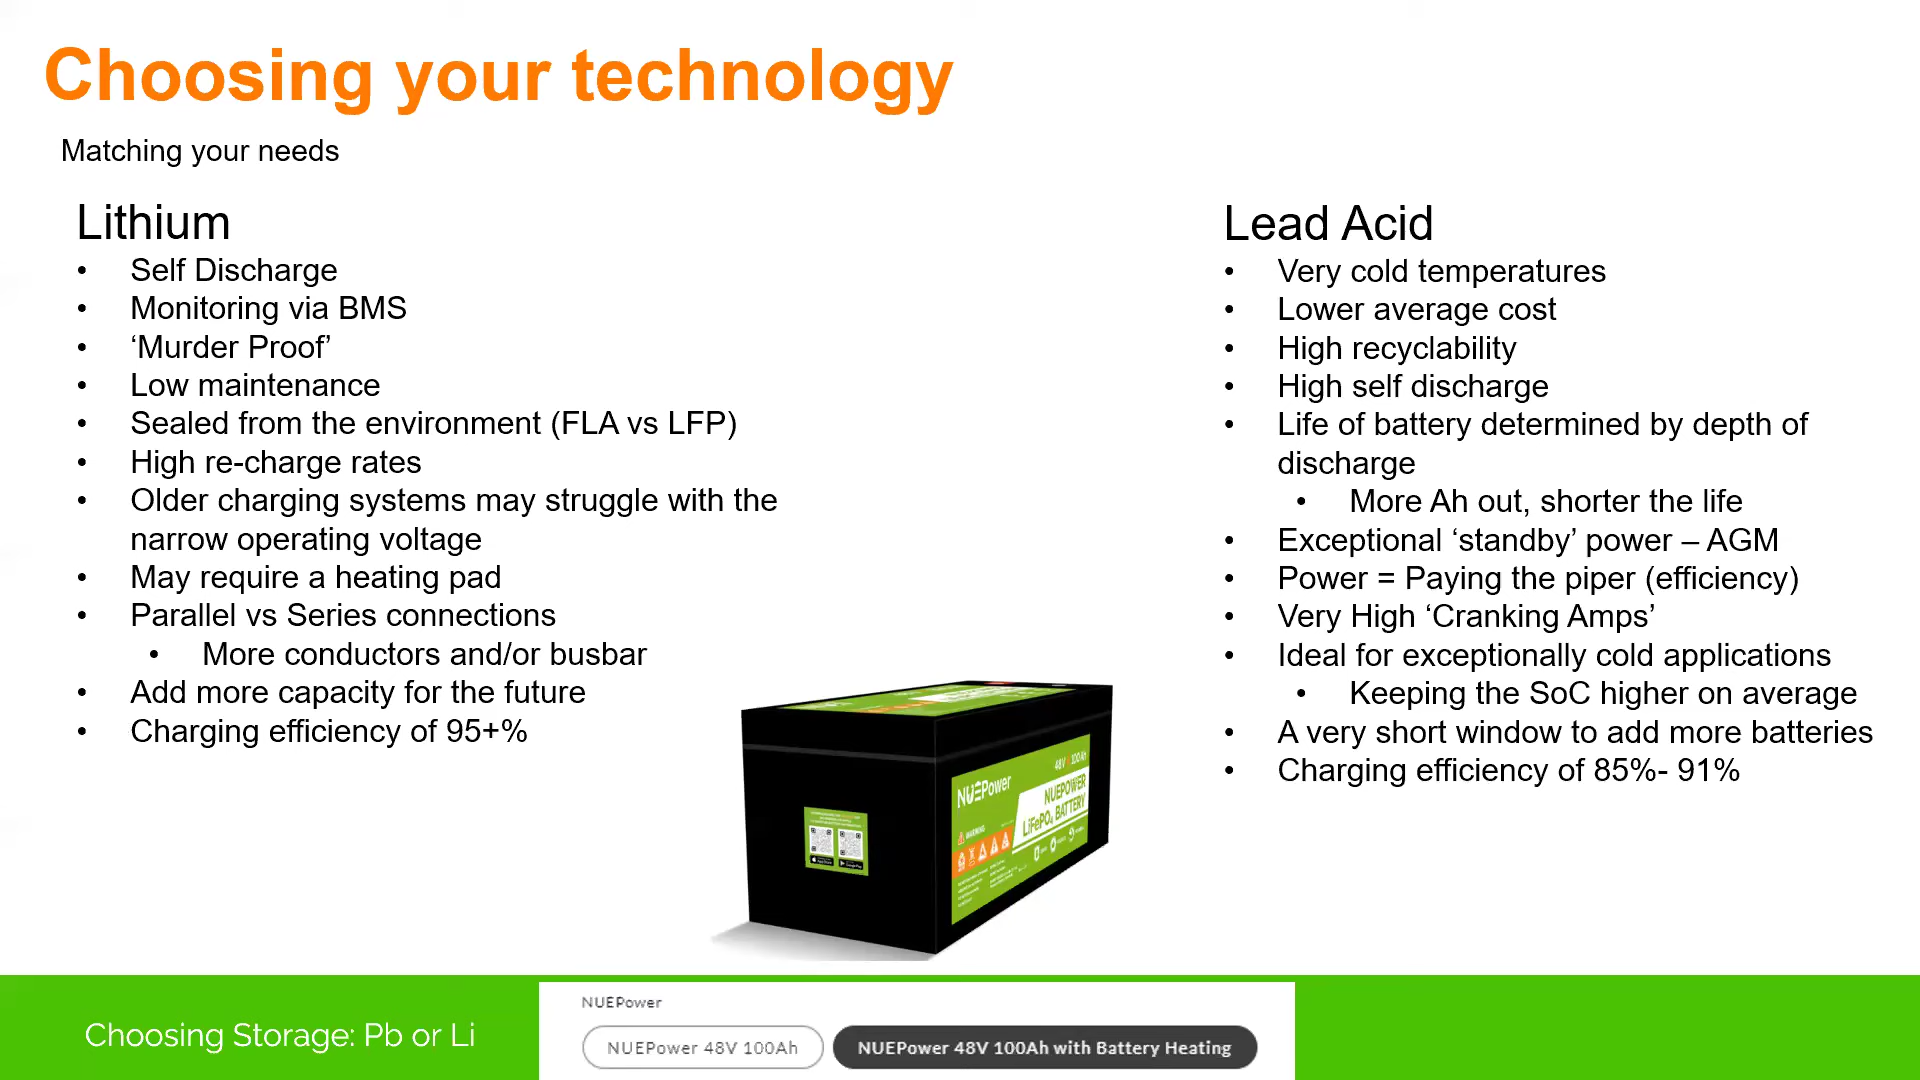 Choosing your technology
Matching your needs
Lithium
• Self Discharge
• Monitoring via BMS
• ‘Murder Proof’
• Low maintenance
• Sealed from the environment (FLA vs LFP)
• High re-charge rates
• Older charging systems may struggle with the
narrow operating voltage
• May require a heating pad
• Parallel vs Series connections
• More conductors and/or busbar
• Add more capacity for the future
• Charging efficiency of 95+%
Lead Acid
• Very cold temperatures
• Lower average cost
• High recyclability
• High self discharge
• Life of battery determined by depth of
discharge
• More Ah out, shorter the life
• Exceptional ‘standby’ power – AGM
• Power = Paying the piper (efficiency)
• Very High ‘Cranking Amps’
• Ideal for exceptionally cold applications
• Keeping the SoC higher on average
• A very short window to add more batteries
• Charging efficiency of 85%- 91%
NUEPower
48V 100Ah
NUEPOWER
LiFePO₄ BATTERY
WARNING
Choosing Storage: Pb or Li
NUEPower
NUEPower 48V 100Ah
NUEPower 48V 100Ah with Battery Heating